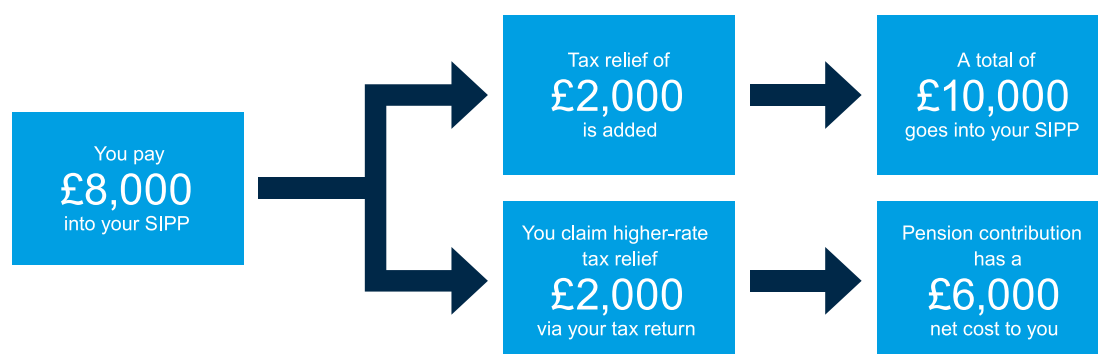 You pay
£8,000
into your SIPP
Tax relief of
£2,000
is added
A total of
£10,000
goes into your SIPP
You claim higher-rate
tax relief
£2,000
via your tax return
Pension contribution
has a
£6,000
net cost to you